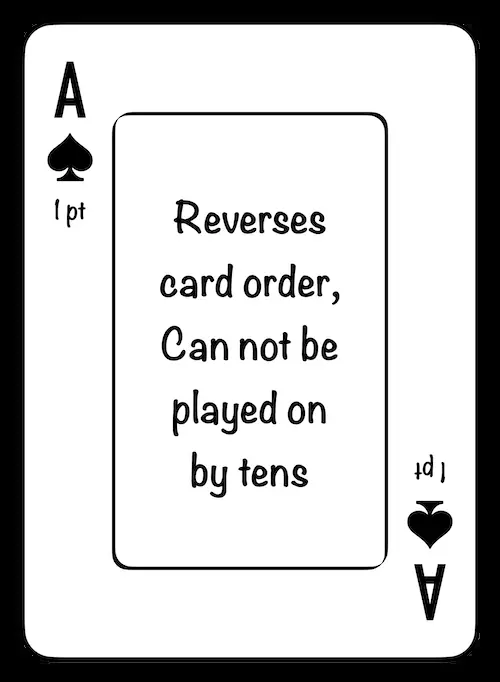 A
1 pt
Reverses
card order,
Can not be
played on
by tens
1 pt
A